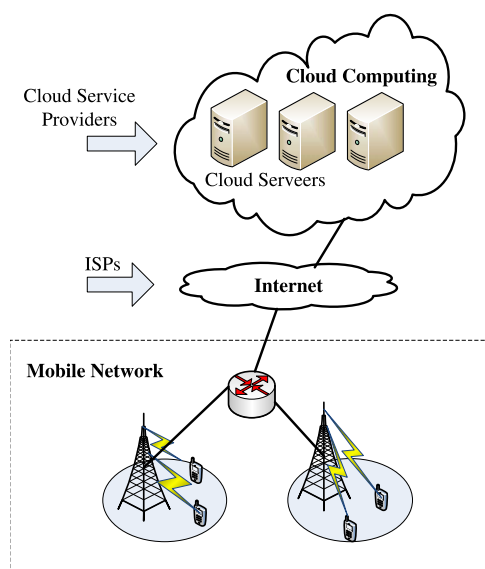 Cloud Computing
Cloud Service
Providers
Cloud Serveers
ISPs
Internet
Mobile Network